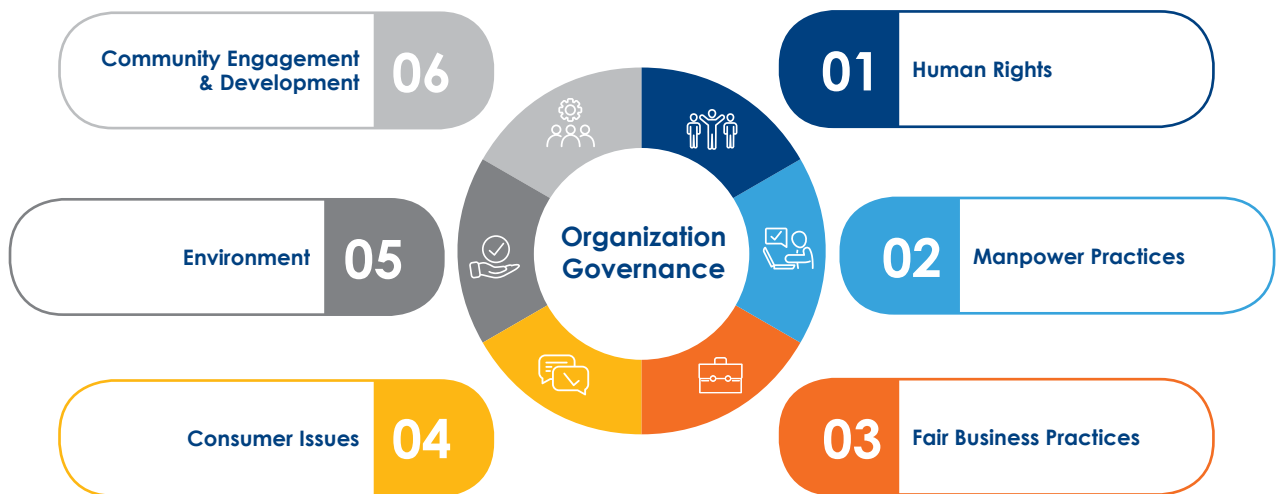 Organization
Governance
01
Human Rights
02
Manpower Practices
03
Fair Business Practices
04
Consumer Issues
05
Environment
06
Community Engagement
& Development